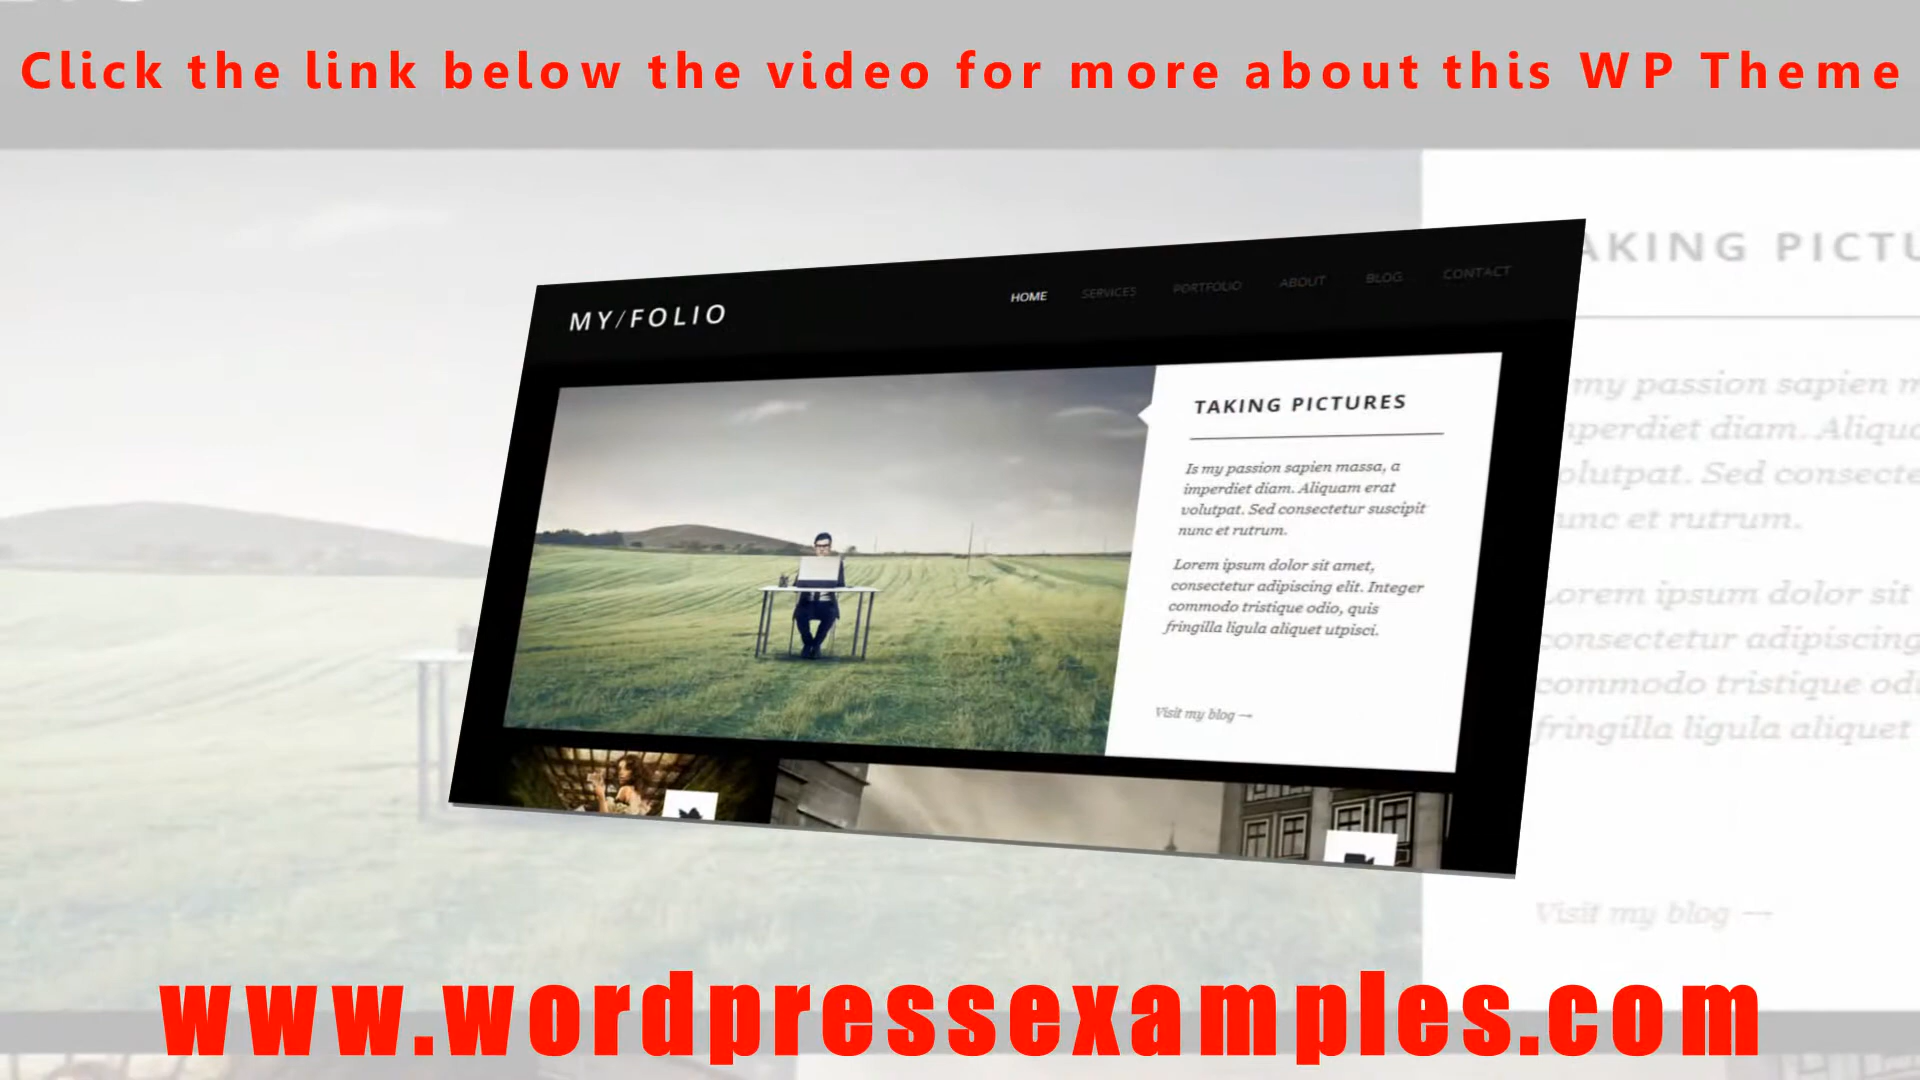 Click the link below the video for more about this WP Theme
MY/FOLIO
HOME SERVICES PORTFOLIO ABOUT BLOG CONTACT
TAKING PICTURES
Is my passion sapien massa, a
imperdiet diam. Aliquam erat
volutpat. Sed consectetur suscipit
nunc et rutrum.
Lorem ipsum dolor sit amet,
consectetur adipiscing elit. Integer
commodo tristique odio, quis
fringilla ligula aliquet utpisci.
Visit my blog →
AKING PICTU
my passion sapien m
mperdiet diam. Aliqua
olutpat. Sed consecte
unc et rutrum.
orem ipsum dolor sit
consectetur adipiscing
commodo tristique odi
fringilla ligula aliquet
Visit my blog →
www.wordpressexamples.com